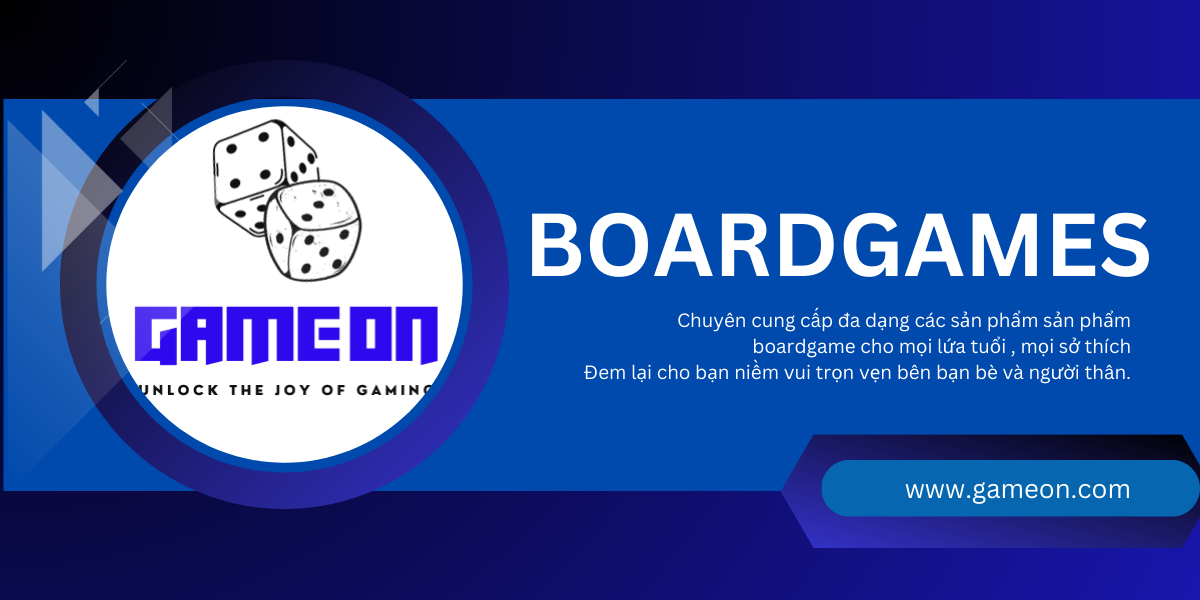 GAMEON
UNLOCK THE JOY OF GAMING
BOARDGAMES
Chuyên cung cấp đa dạng các sản phẩm sản phẩm
boardgame cho mọi lứa tuổi , mọi sở thích
Đem lại cho bạn niềm vui trọn vẹn bên bạn bè và người thân.
www.gameon.com